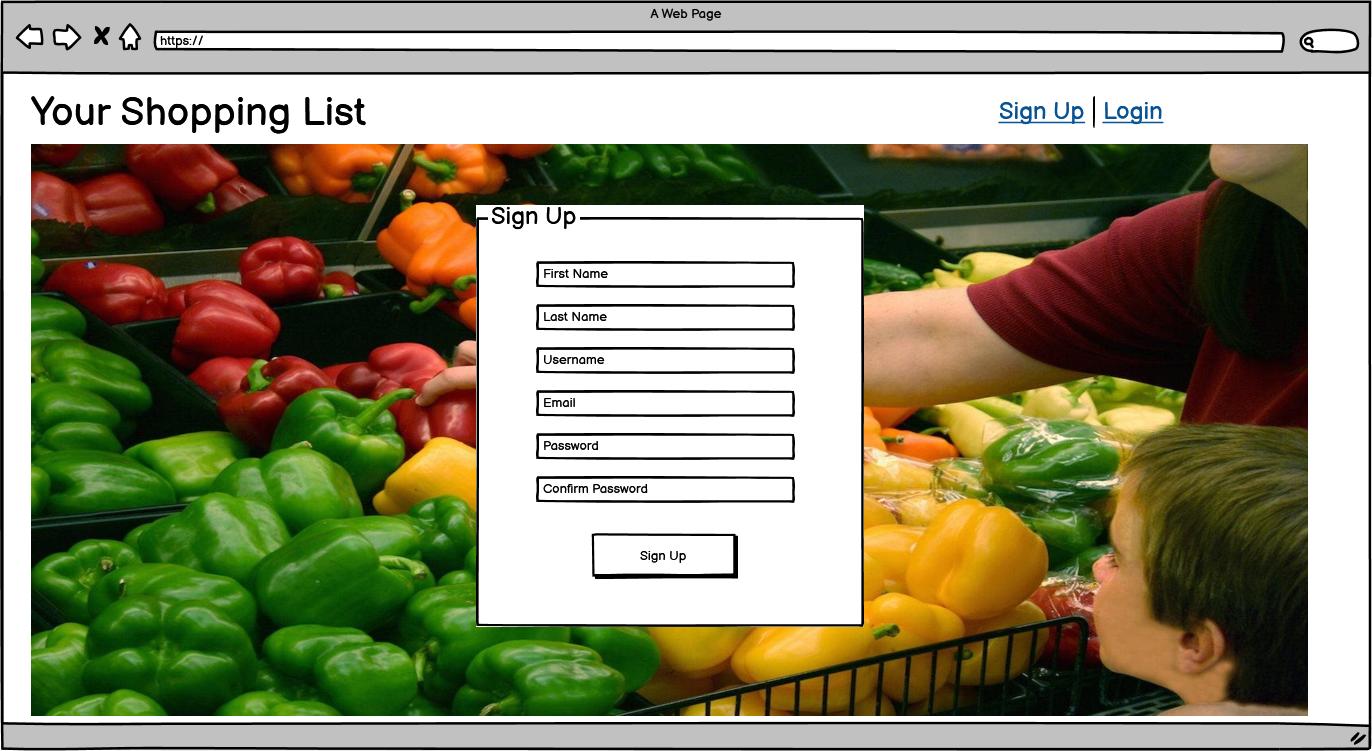 A Web Page
https://
Your Shopping List
Sign Up | Login
Sign Up
First Name
Last Name
Username
Email
Password
Confirm Password
Sign Up